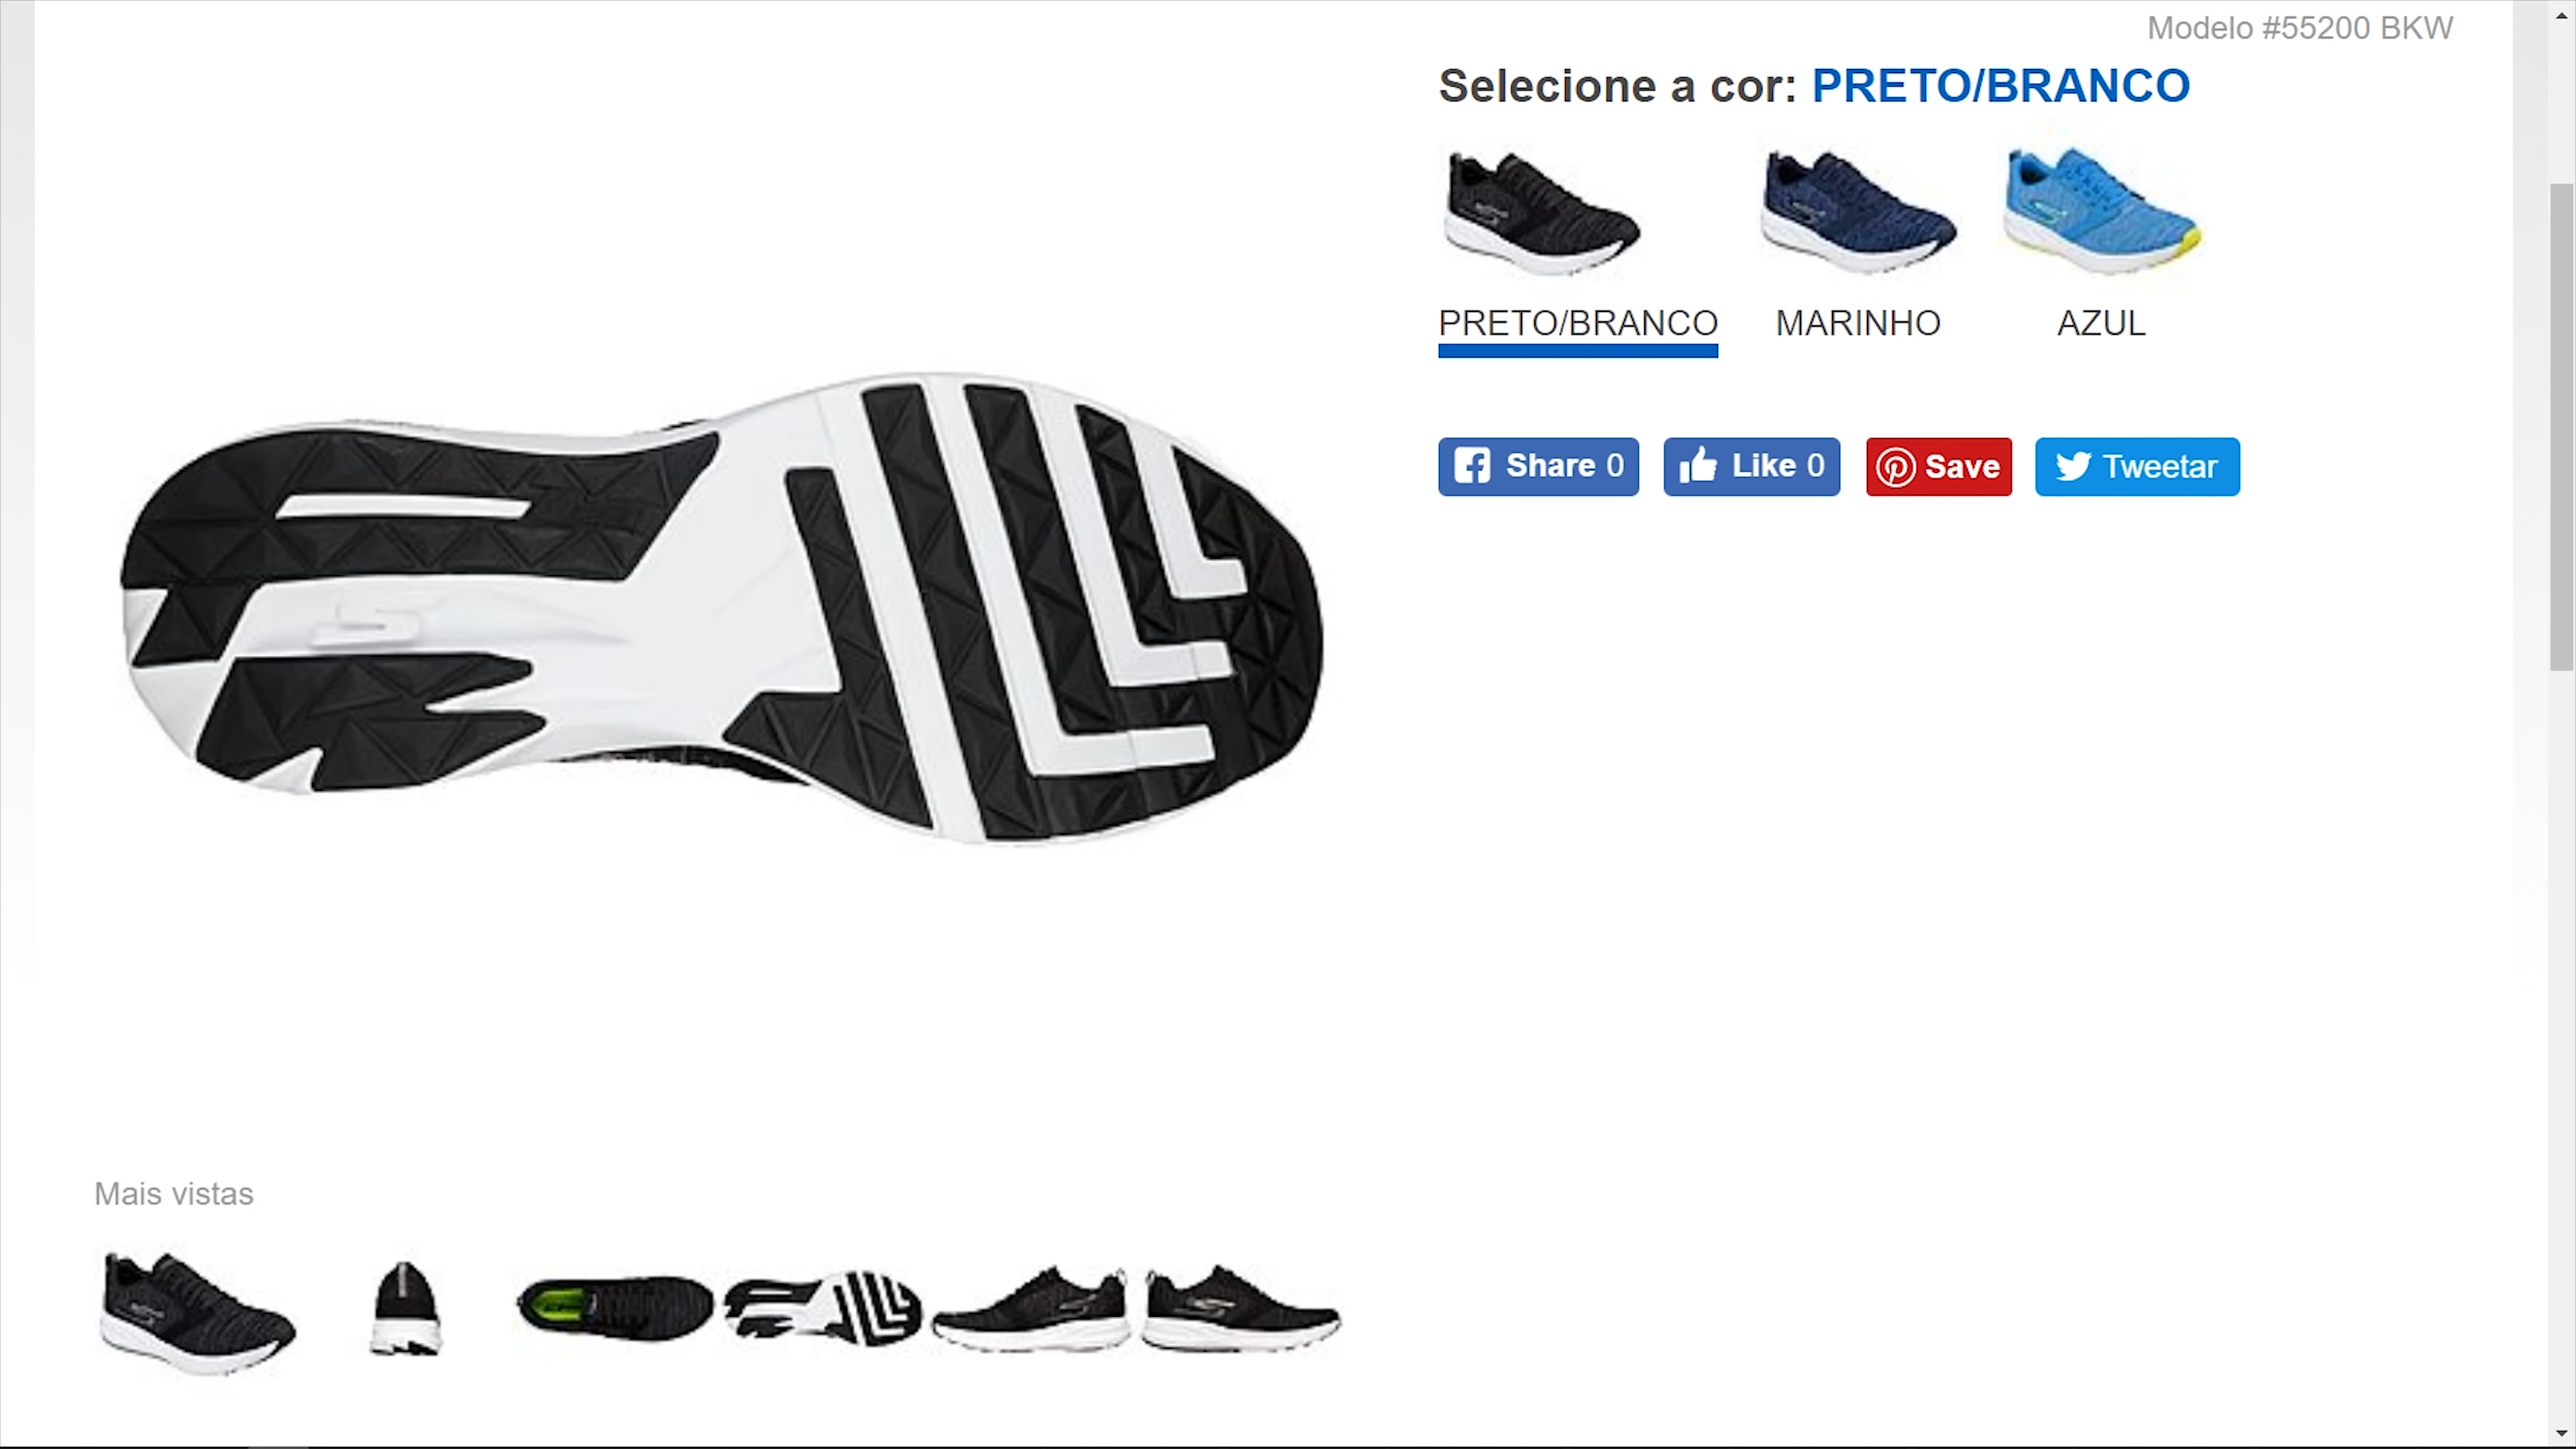 Modelo #55200 BKW
Selecione a cor: PRETO/BRANCO
PRETO/BRANCO MARINHO AZUL
Share 0 Like 0 Save Tweetar
Mais vistas